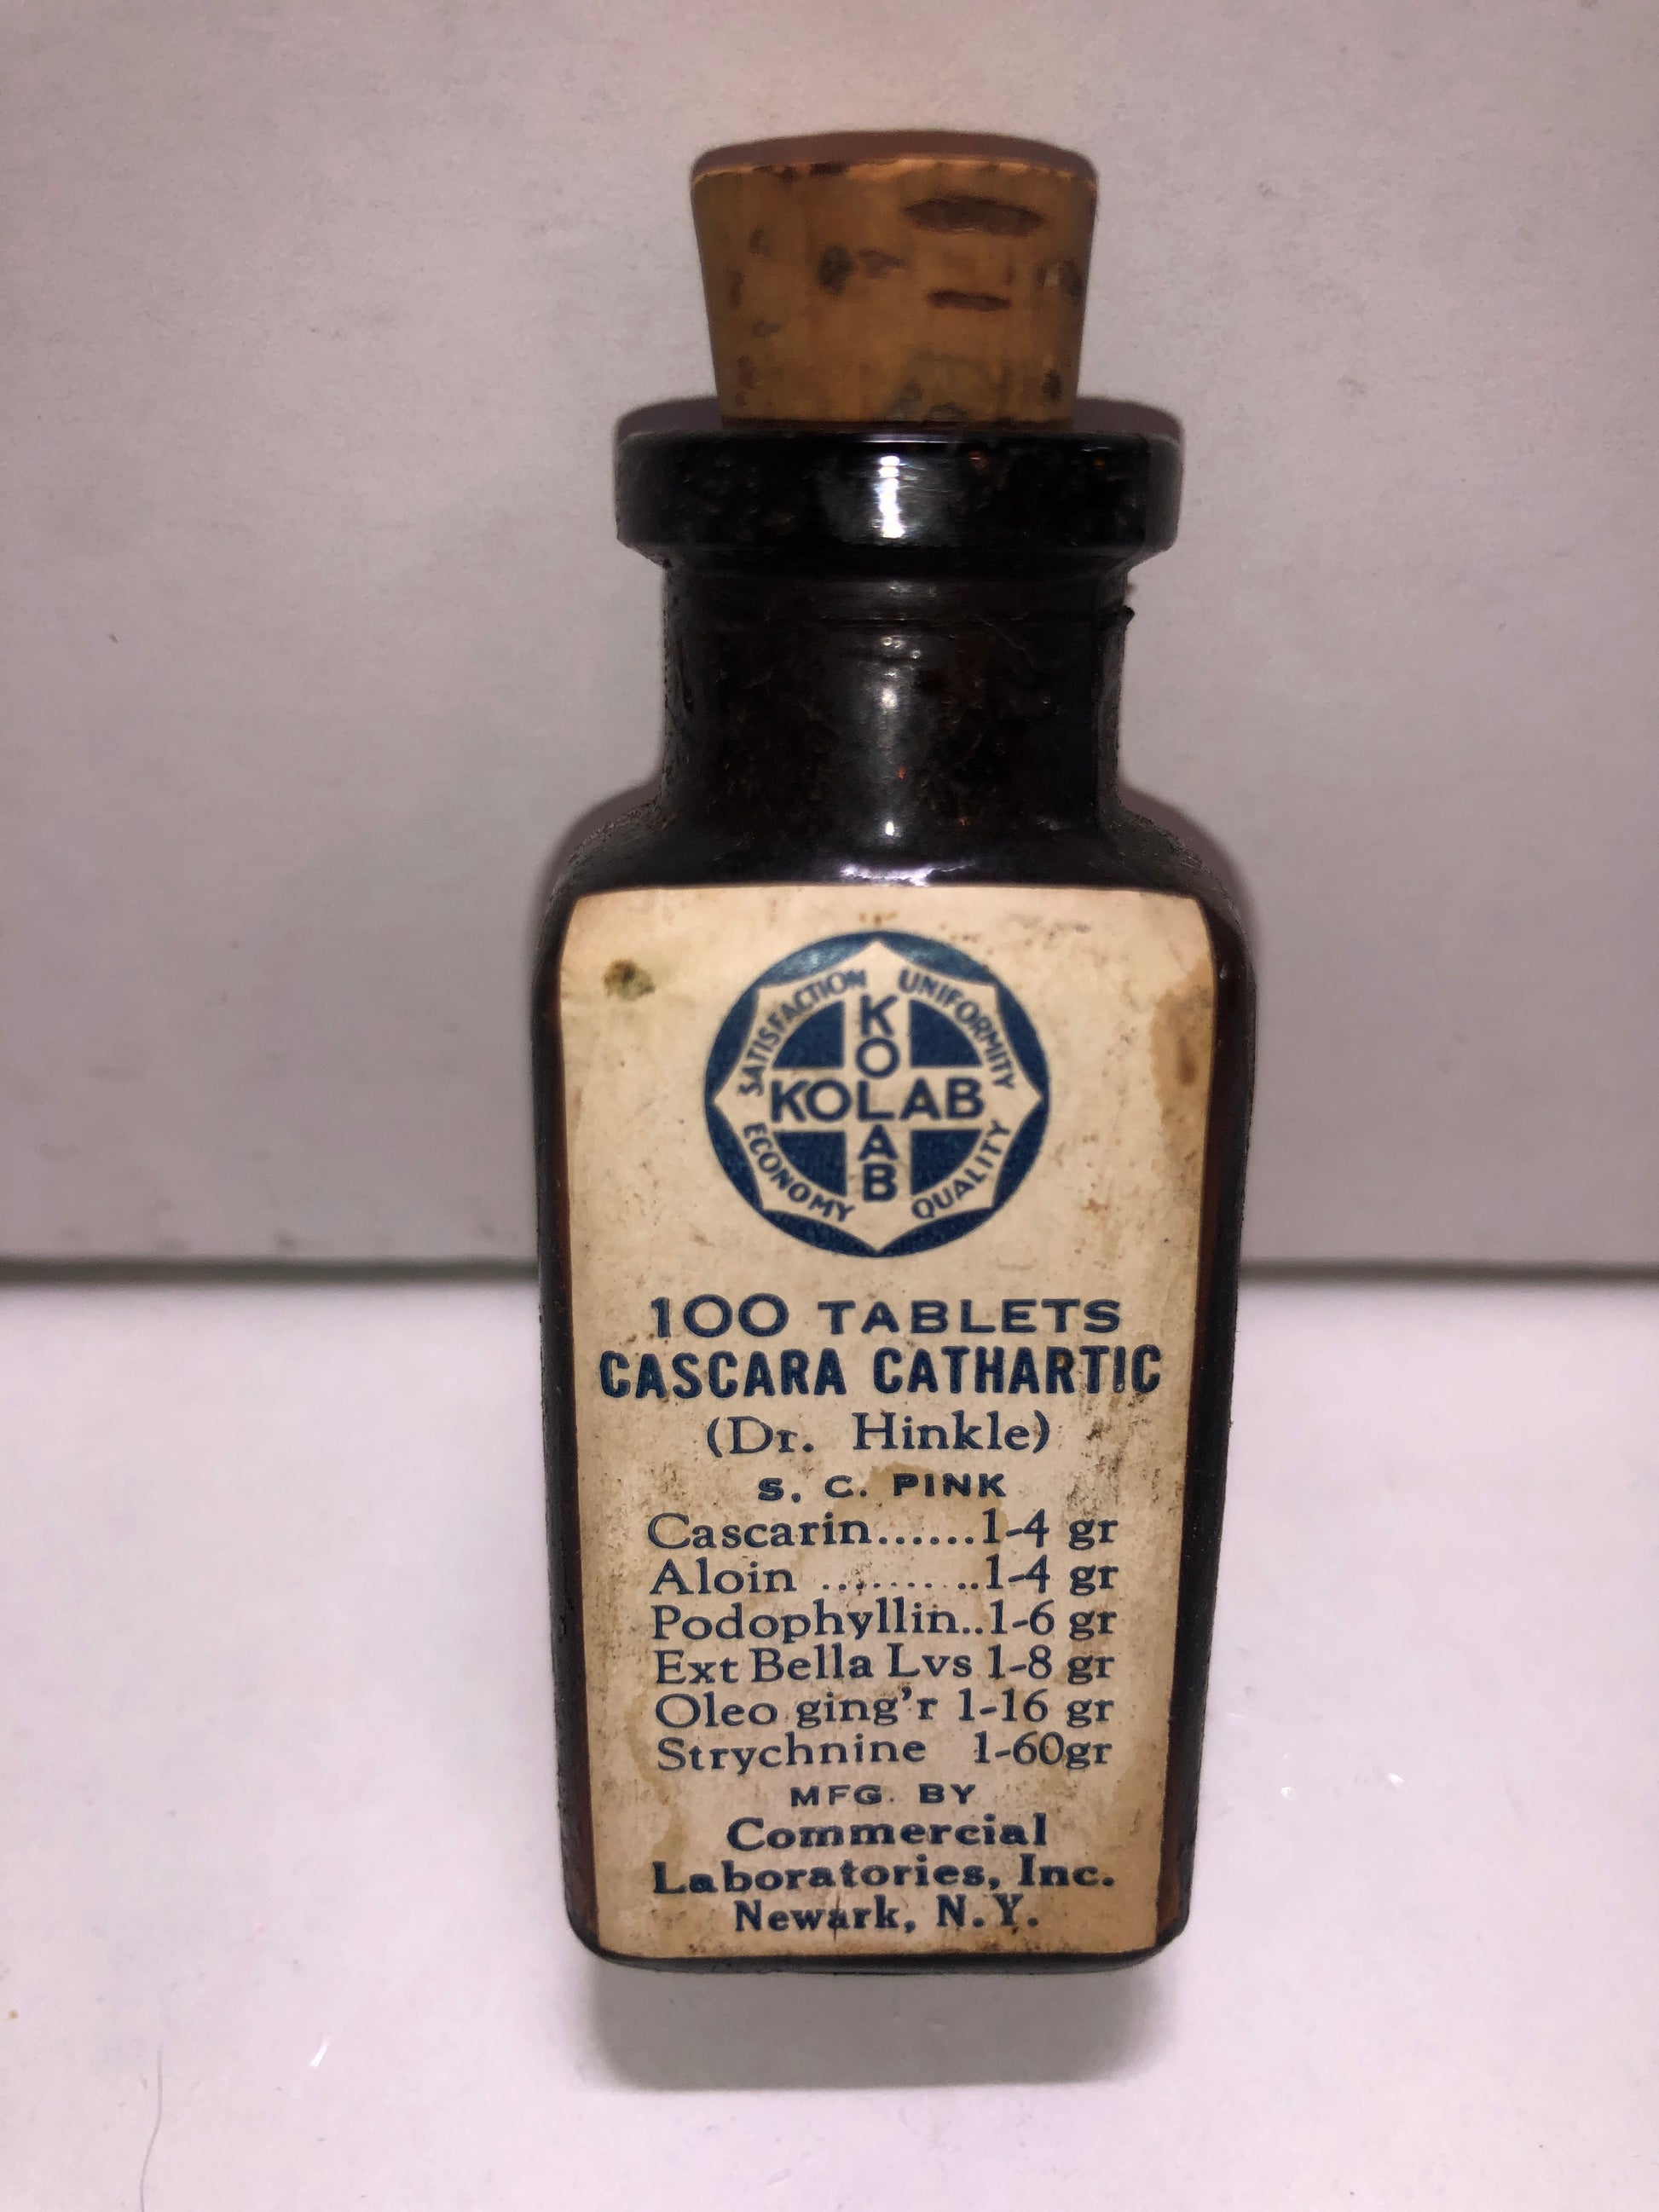 SATISFACTION UNIFORMITY
KOLAB
KOLAB
ECONOMY QUALITY
100 TABLETS
CASCARA CATHARTIC
(Dr. Hinkle)
S. C. PINK
Cascarin......1-4 gr
Aloin ..........1-4 gr
Podophyllin..1-6 gr
Ext Bella Lvs 1-8 gr
Oleo ging'r 1-16 gr
Strychnine 1-60gr
MFG. BY
Commercial
Laboratories, Inc.
Newark, N.Y.